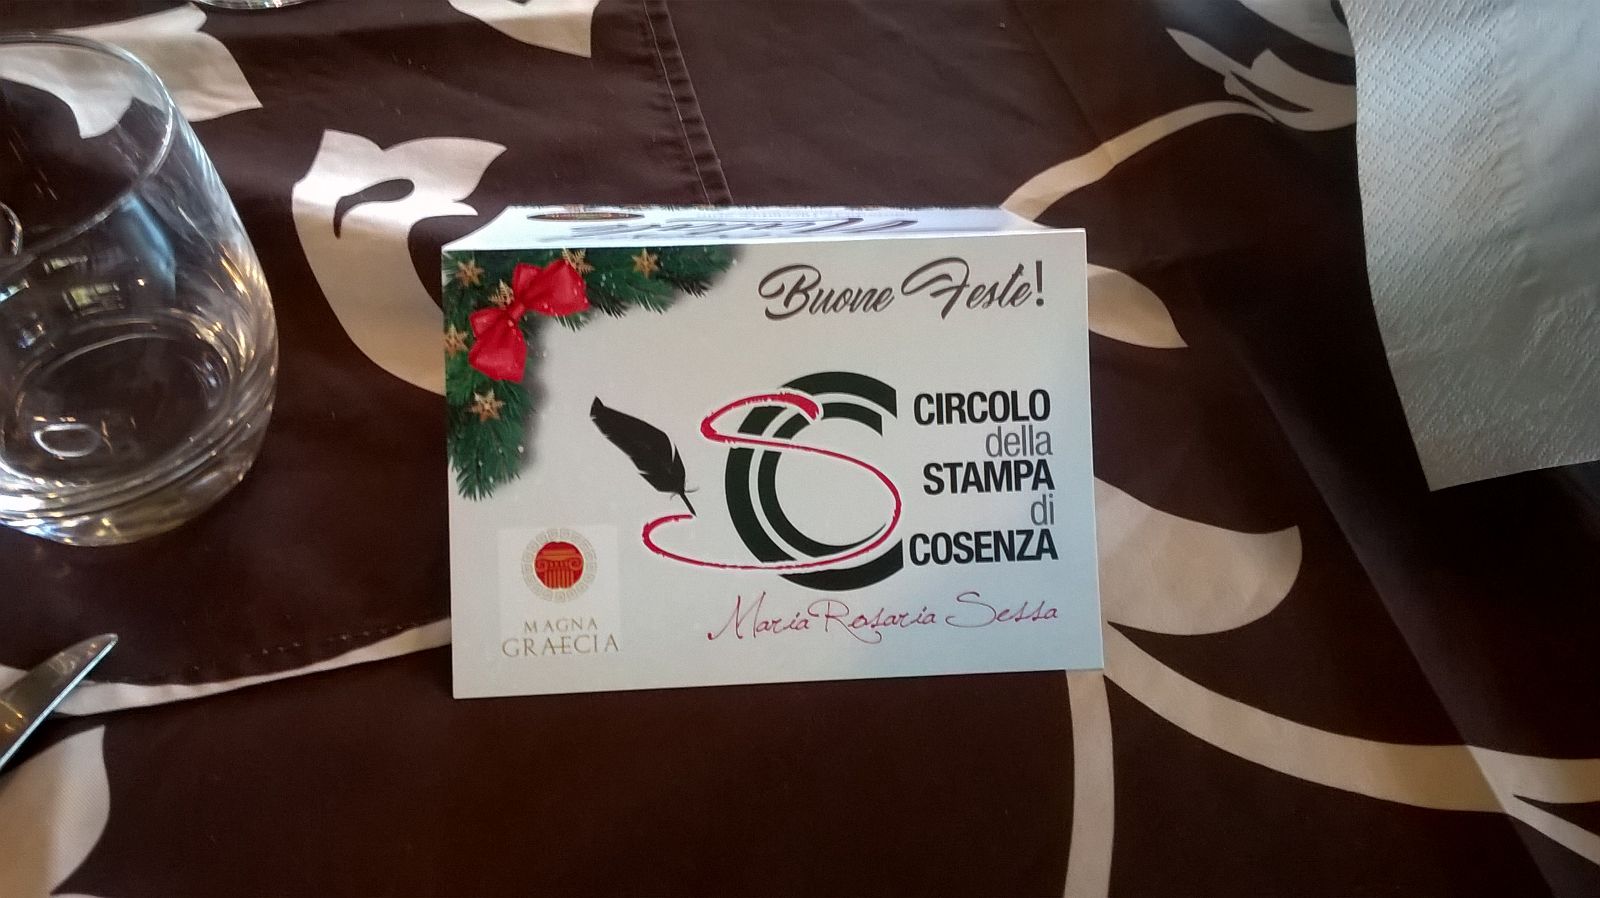 Buone Feste!
CIRCOLO
della
STAMPA
di
COSENZA
Maria Rosaria Sessa
MAGNA
GRAECIA